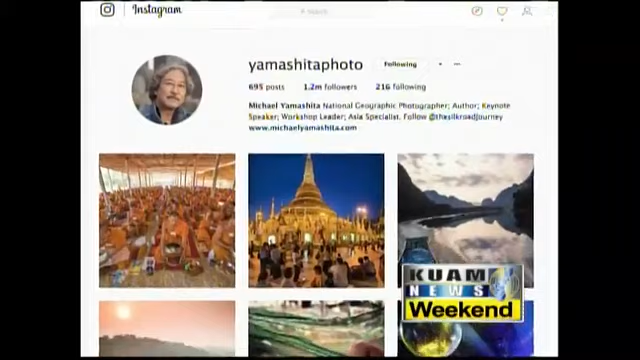 Instagram
Search
yamashitaphoto Following
695 posts 1.2m followers 216 following
Michael Yamashita National Geographic Photographer; Author; Keynote
Speaker; Workshop Leader; Asia Specialist. Follow @thesilkroadjourney
www.michaelyamashita.com
KUAM
NEWS
Weekend